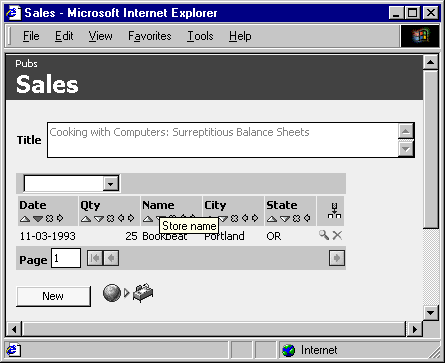 Sales - Microsoft Internet Explorer
File Edit View Favorites Tools Help
Pubs
Sales
Title Cooking with Computers: Surreptitious Balance Sheets
Date Qty Name City State
Store name
11-03-1993 25 Bookbeat Portland OR
Page 1
New
Internet